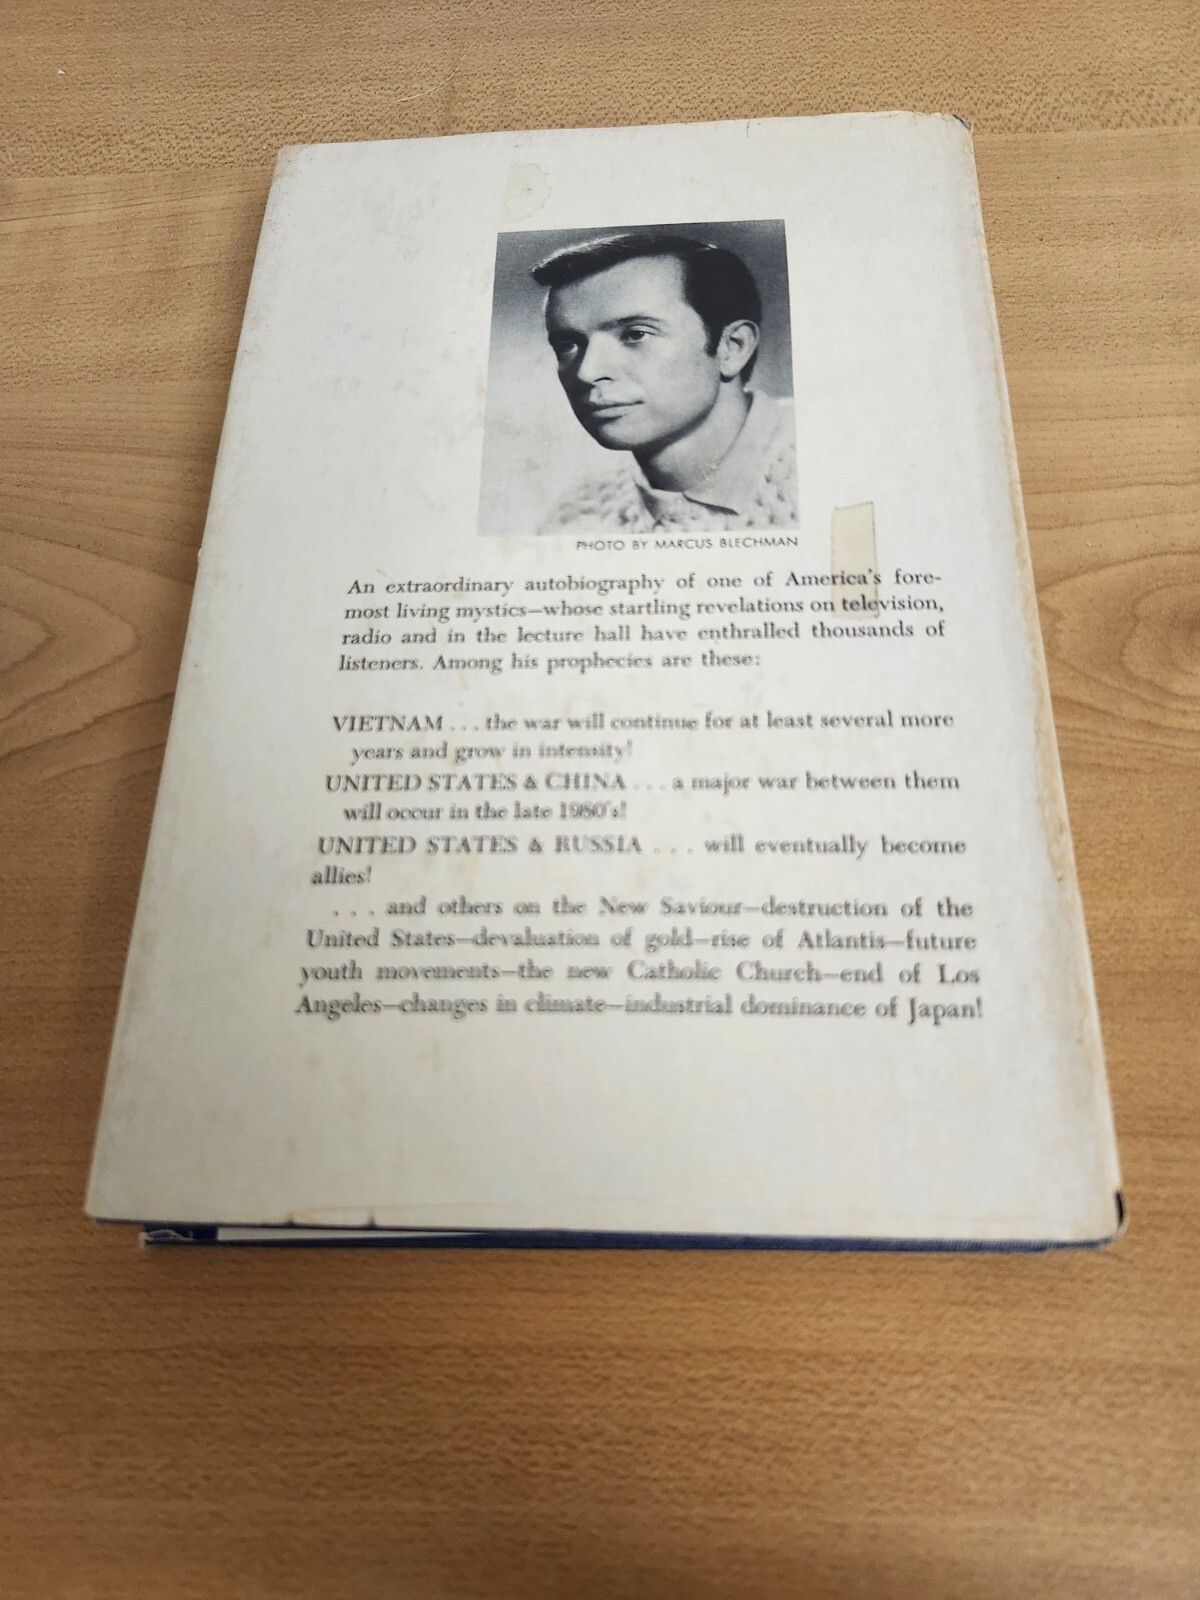 PHOTO BY MARCUS BLECHMAN
An extraordinary autobiography of one of America's fore-
most living mystics—whose startling revelations on television,
radio and in the lecture hall have enthralled thousands of
listeners. Among his prophecies are these:
VIETNAM . . . the war will continue for at least several more
years and grow in intensity!
UNITED STATES & CHINA . . . a major war between them
will occur in the late 1980's!
UNITED STATES & RUSSIA . . . will eventually become
allies!
. . . and others on the New Saviour—destruction of the
United States—devaluation of gold—rise of Atlantis—future
youth movements—the new Catholic Church—end of Los
Angeles—changes in climate—industrial dominance of Japan!